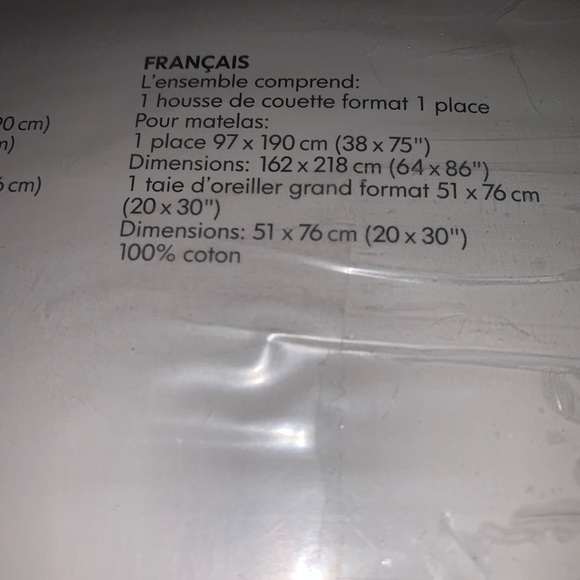 FRANÇAIS
L'ensemble comprend:
1 housse de couette format 1 place
Pour matelas:
1 place 97 x 190 cm (38 x 75")
Dimensions: 162 x 218 cm (64 x 86")
1 taie d'oreiller grand format 51 x 76 cm
(20 x 30")
Dimensions: 51 x 76 cm (20 x 30")
100% coton
cm)
cm)